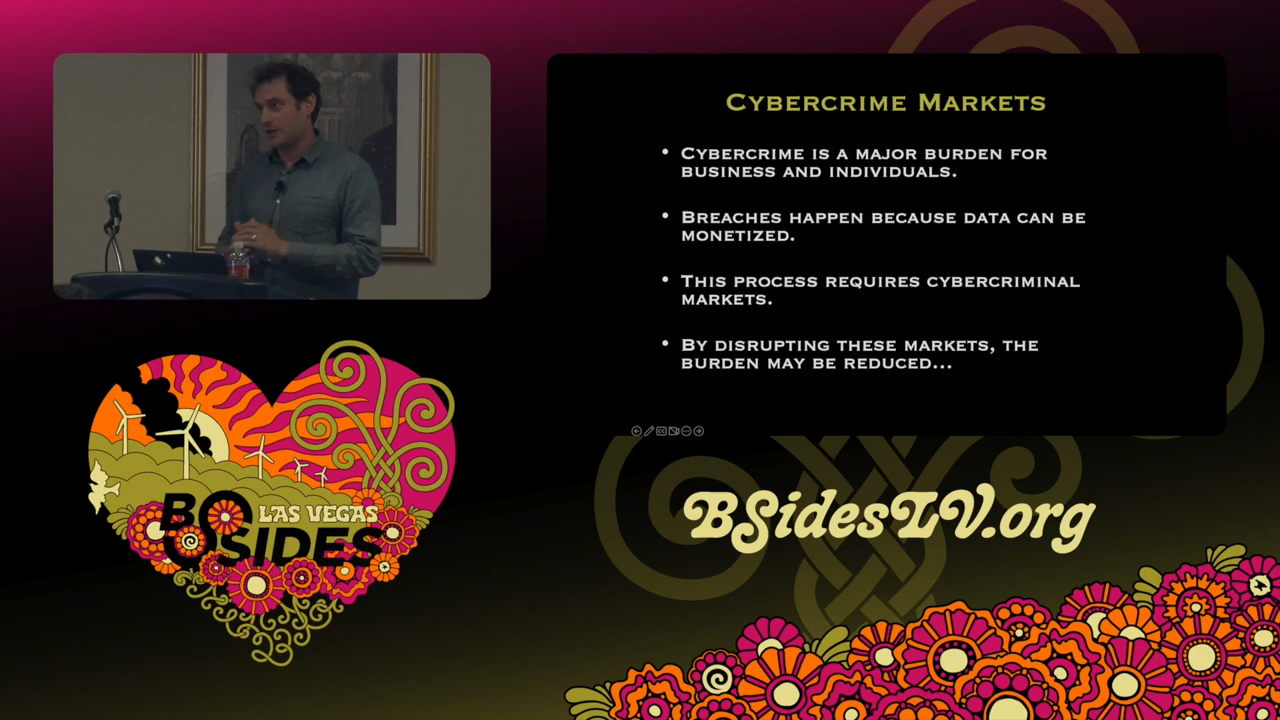 Cybercrime Markets
• Cybercrime is a major burden for
business and individuals.
• Breaches happen because data can be
monetized.
• This process requires cybercriminal
markets.
• By disrupting these markets, the
burden may be reduced...
LAS VEGAS
BSIDES
BSidesLV.org